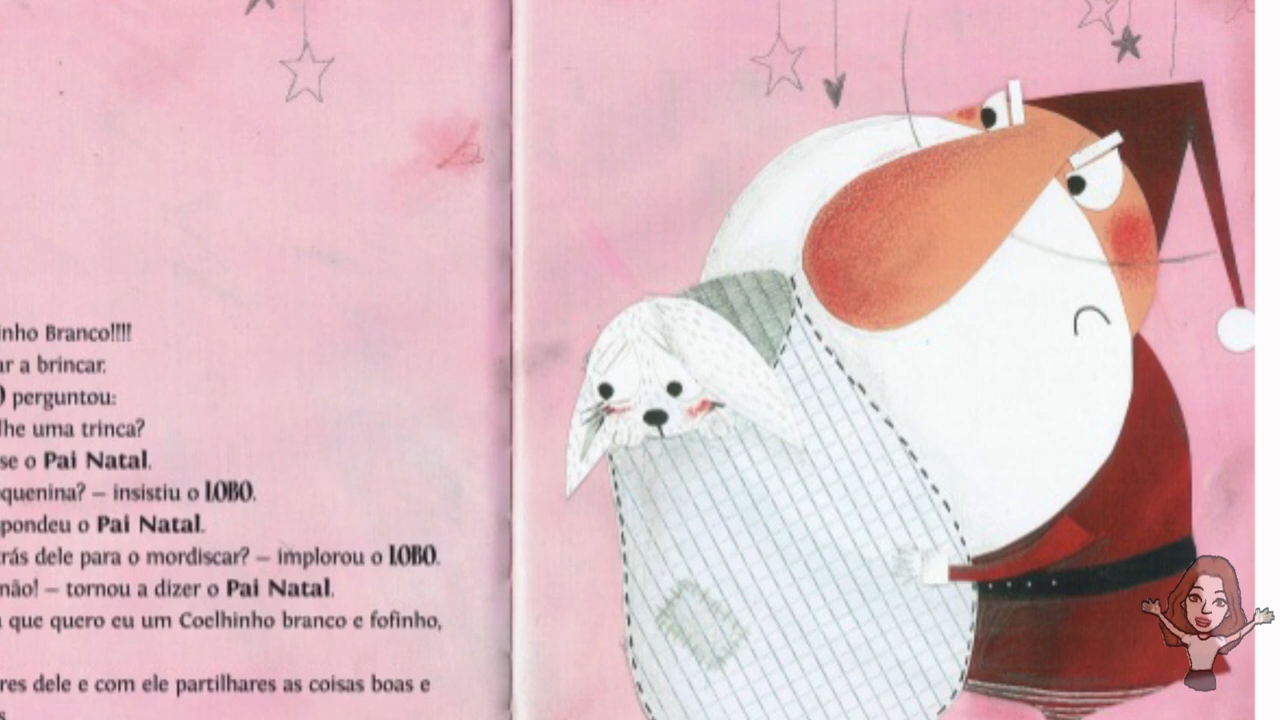 inho Branco!!!!
ar a brincar.
O perguntou:
lhe uma trinca?
se o Pai Natal.
quenina? – insistiu o LOBO.
pondeu o Pai Natal.
trás dele para o mordiscar? – implorou o LOBO.
não! – tornou a dizer o Pai Natal.
a que quero eu um Coelhinho branco e fofinho,
res dele e com ele partilhares as coisas boas e